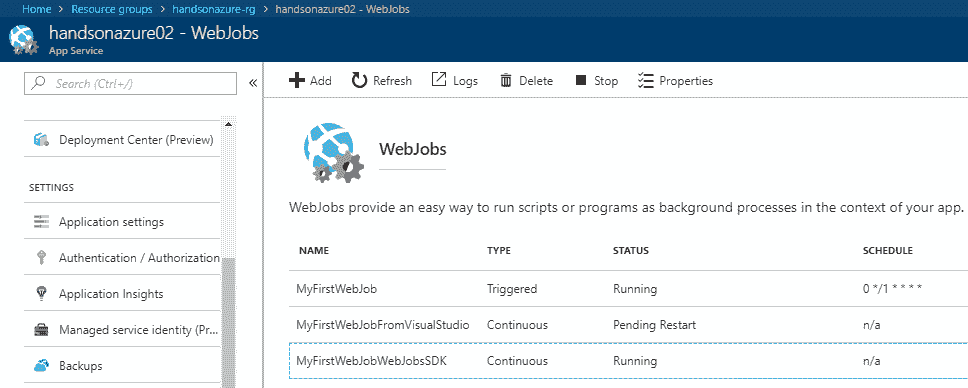 Home > Resource groups > handsonazure-rg > handsonazure02 - WebJobs
handsonazure02 - WebJobs
App Service
Search (Ctrl+/)
«
Deployment Center (Preview)
SETTINGS
Application settings
Authentication / Authorization
Application Insights
Managed service identity (Pr...
Backups
Add Refresh Logs Delete Stop Properties
WebJobs
WebJobs provide an easy way to run scripts or programs as background processes in the context of your app.
NAME TYPE STATUS SCHEDULE
MyFirstWebJob Triggered Running 0 */1 * * * *
MyFirstWebJobFromVisualStudio Continuous Pending Restart n/a
MyFirstWebJobWebJobsSDK Continuous Running n/a